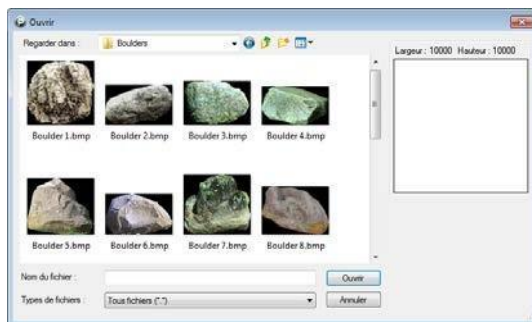 Ouvrir
Regarder dans :
Boulders
Largeur : 10000 Hauteur : 10000
Boulder 1.bmp
Boulder 2.bmp
Boulder 3.bmp
Boulder 4.bmp
Boulder 5.bmp
Boulder 6.bmp
Boulder 7.bmp
Boulder 8.bmp
Nom du fichier :
Ouvrir
Types de fichiers :
Tous fichiers (*.*)
Annuler